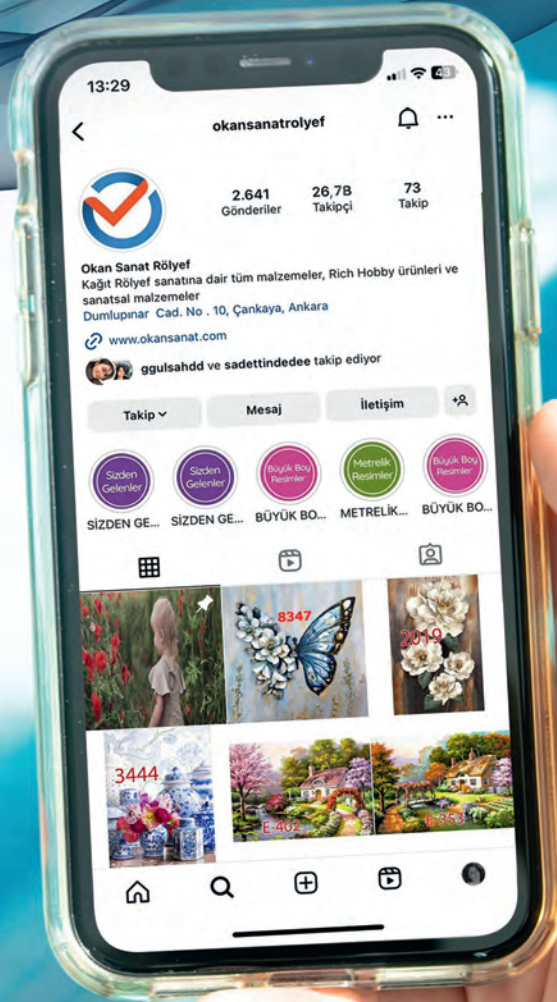 13:29
43
okansanatrolyef
2.641
Gönderiler
26,7B
Takipçi
73
Takip
Okan Sanat Rölyef
Kağıt Rölyef sanatına dair tüm malzemeler, Rich Hobby ürünleri ve
sanatsal malzemeler
Dumlupınar Cad. No . 10, Çankaya, Ankara
www.okansanat.com
ggulsahdd ve sadettindedee takip ediyor
Takip
Mesaj
İletişim
Sizden
Gelenler
Sizden
Gelenler
Büyük Boy
Resimler
Metrelik
Resimler
Büyük Boy
Resimler
SİZDEN GE...
SİZDEN GE...
BÜYÜK BO...
METRELİK...
BÜYÜK BO...
8347
2019
3444
E-402
E-353